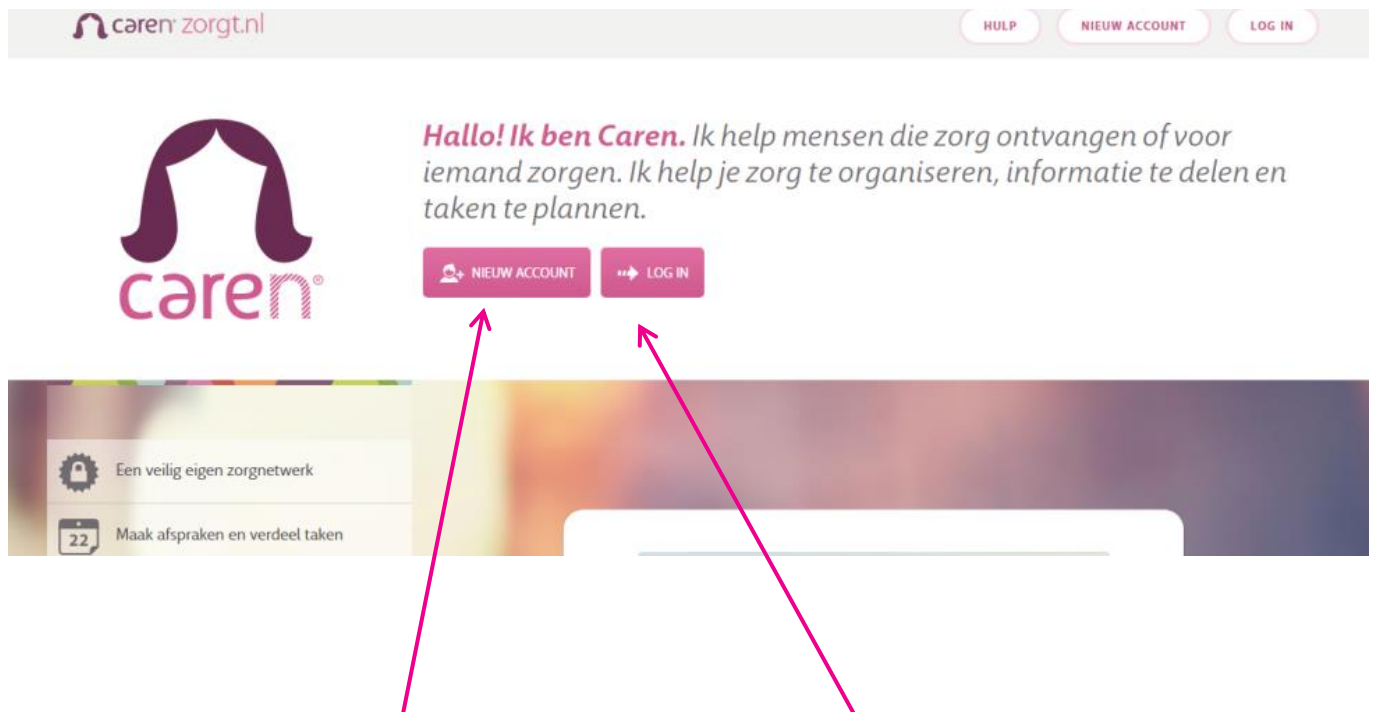 caren zorgt.nl
HULP
NIEUW ACCOUNT
LOG IN
caren®
Hallo! Ik ben Caren. Ik help mensen die zorg ontvangen of voor
iemand zorgen. Ik help je zorg te organiseren, informatie te delen en
taken te plannen.
NIEUW ACCOUNT
LOG IN
Een veilig eigen zorgnetwerk
22
Maak afspraken en verdeel taken